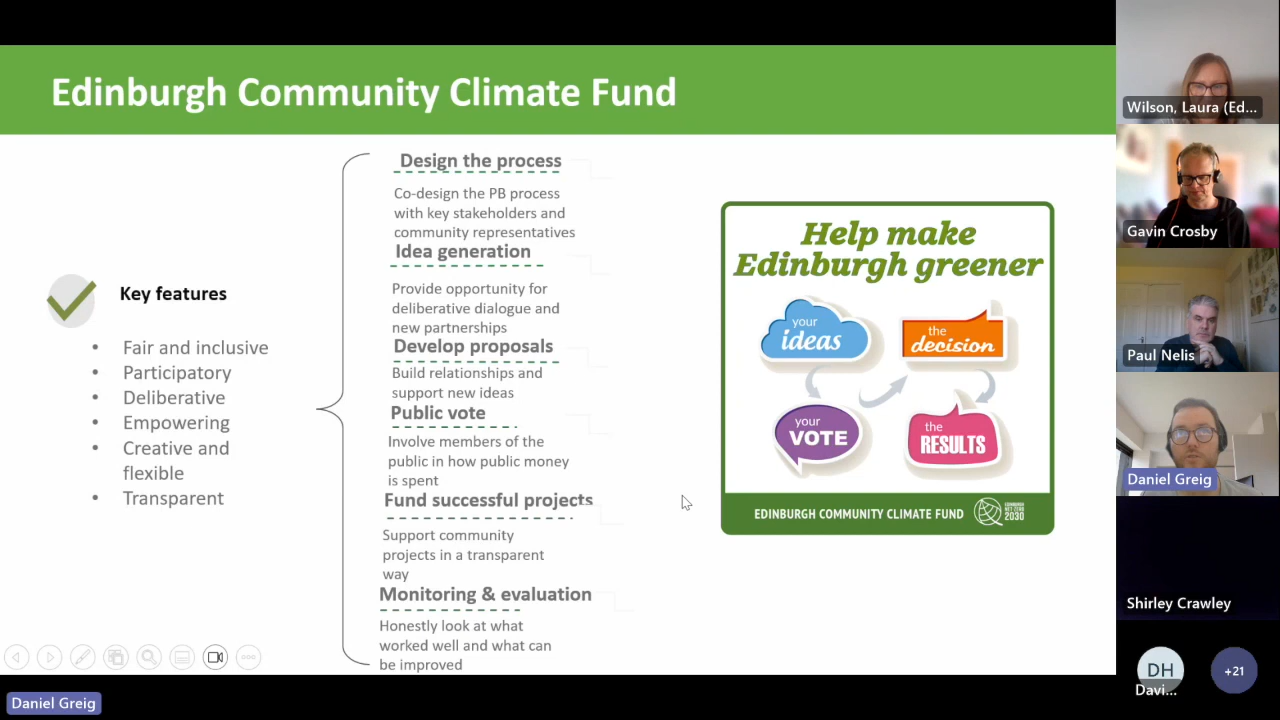 Edinburgh Community Climate Fund
Key features
• Fair and inclusive
• Participatory
• Deliberative
• Empowering
• Creative and
flexible
• Transparent
Design the process
Co-design the PB process
with key stakeholders and
community representatives
Idea generation
Provide opportunity for
deliberative dialogue and
new partnerships
Develop proposals
Build relationships and
support new ideas
Public vote
Involve members of the
public in how public money
is spent
Fund successful projects
Support community
projects in a transparent
way
Monitoring & evaluation
Honestly look at what
worked well and what can
be improved
Help make
Edinburgh greener
your
ideas
the
decision
your
VOTE
the
RESULTS
EDINBURGH COMMUNITY CLIMATE FUND
EDINBURGH
NET ZERO
2030
Wilson, Laura (Ed...
Gavin Crosby
Paul Nelis
Daniel Greig
Shirley Crawley
DH
Davi...
+21
Daniel Greig